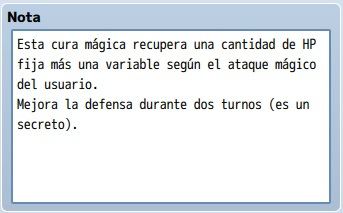 Nota
Esta cura mágica recupera una cantidad de HP
fija más una variable según el ataque mágico
del usuario.
Mejora la defensa durante dos turnos (es un
secreto).